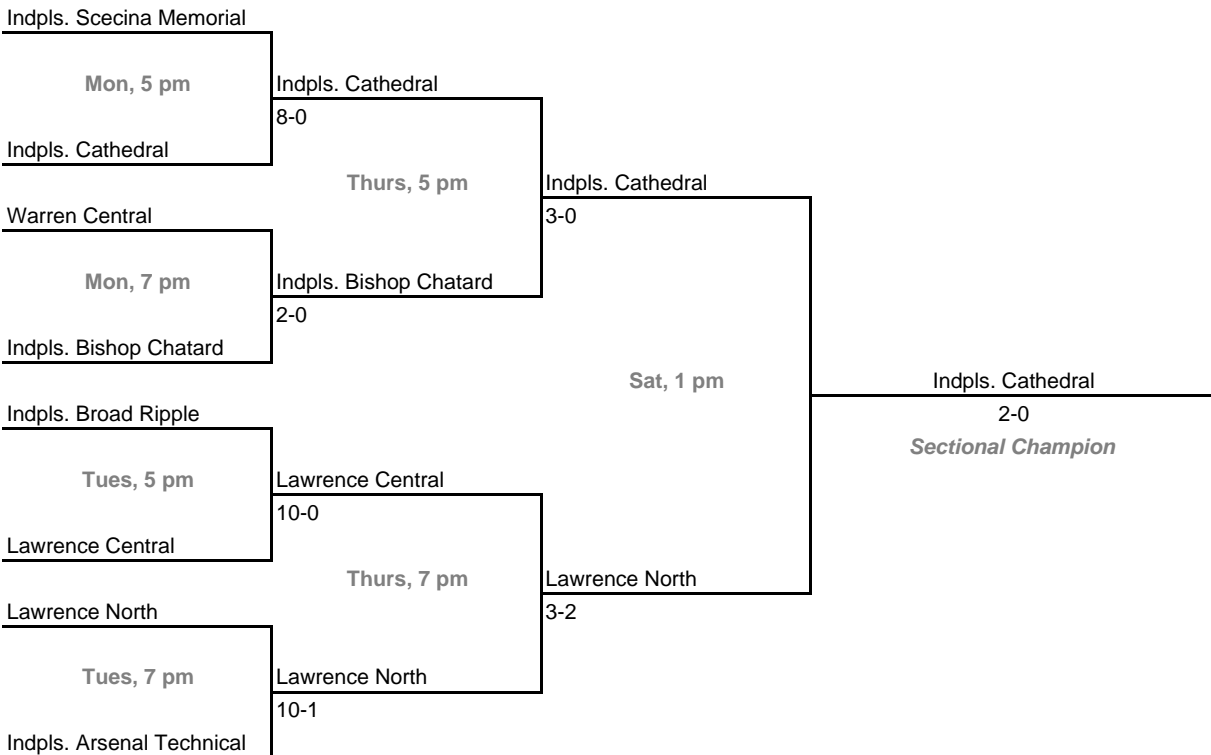 Indpls. Scecina Memorial
Mon, 5 pm
Indpls. Cathedral
8-0
Indpls. Cathedral
Thurs, 5 pm
Indpls. Cathedral
3-0
Warren Central
Mon, 7 pm
Indpls. Bishop Chatard
2-0
Indpls. Bishop Chatard
Sat, 1 pm
Indpls. Cathedral
2-0
Sectional Champion
Indpls. Broad Ripple
Tues, 5 pm
Lawrence Central
10-0
Lawrence Central
Thurs, 7 pm
Lawrence North
3-2
Lawrence North
Tues, 7 pm
Lawrence North
10-1
Indpls. Arsenal Technical